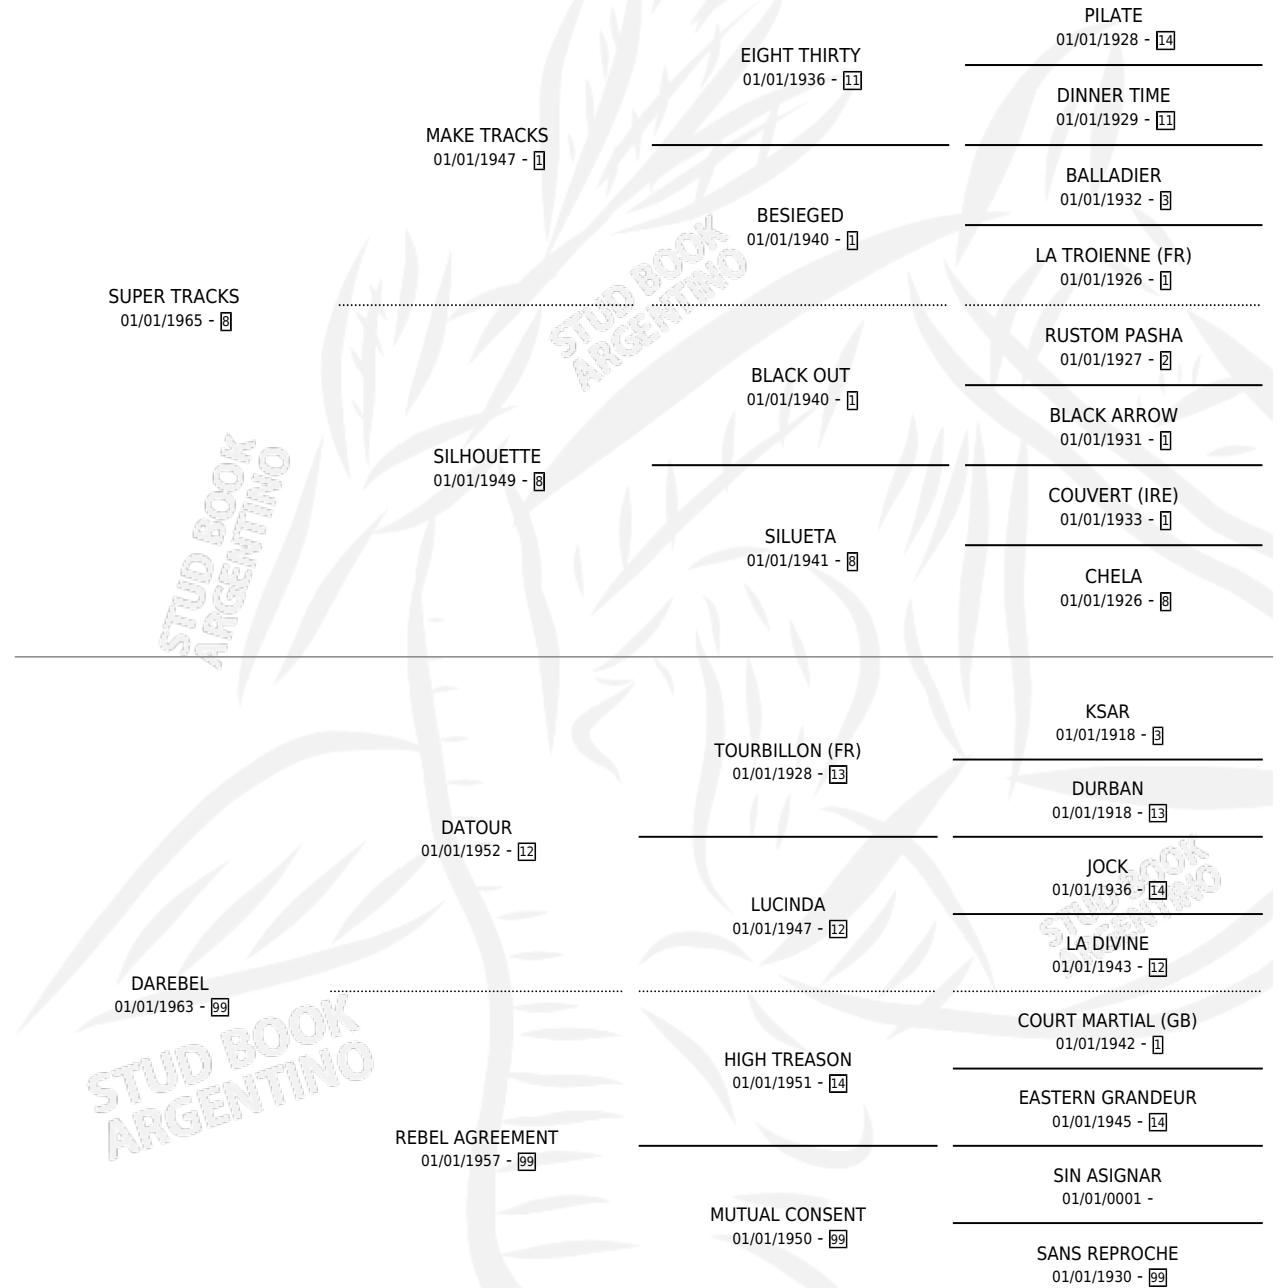 PILATE
01/01/1928 - 14
EIGHT THIRTY
01/01/1936 - 11
DINNER TIME
01/01/1929 - 11
MAKE TRACKS
01/01/1947 - 1
BALLADIER
01/01/1932 - 3
BESIEGED
01/01/1940 - 1
LA TROIENNE (FR)
01/01/1926 - 1
STUD BOOK
ARGENTINO
SUPER TRACKS
01/01/1965 - 8
RUSTOM PASHA
01/01/1927 - 2
BLACK OUT
01/01/1940 - 1
BLACK ARROW
01/01/1931 - 1
SILHOUETTE
01/01/1949 - 8
COUVERT (IRE)
01/01/1933 - 1
SILUETA
01/01/1941 - 8
CHELA
01/01/1926 - 8
STUD BOOK
ARGENTINO
KSAR
01/01/1918 - 3
TOURBILLON (FR)
01/01/1928 - 13
DURBAN
01/01/1918 - 13
DATOUR
01/01/1952 - 12
JOCK
01/01/1936 - 14
LUCINDA
01/01/1947 - 12
STUD BOOK
ARGENTINO
LA DIVINE
01/01/1943 - 12
DAREBEL
01/01/1963 - 99
COURT MARTIAL (GB)
01/01/1942 - 1
HIGH TREASON
01/01/1951 - 14
STUD BOOK
ARGENTINO
EASTERN GRANDEUR
01/01/1945 - 14
REBEL AGREEMENT
01/01/1957 - 99
SIN ASIGNAR
01/01/0001 -
MUTUAL CONSENT
01/01/1950 - 99
SANS REPROCHE
01/01/1930 - 99